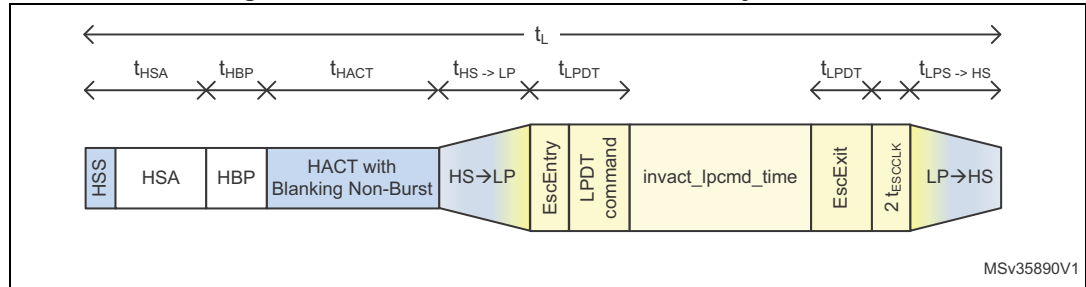 tL
tHSA tHBP tHACT tHS -> LP tLPDT tLPDT tLPS -> HS
HSS
HSA
HBP
HACT with
Blanking Non-Burst
HS→LP
EscEntry
LPDT
command
invact_lpcmd_time
EscExit
2 tESCCLK
LP→HS
MSv35890V1